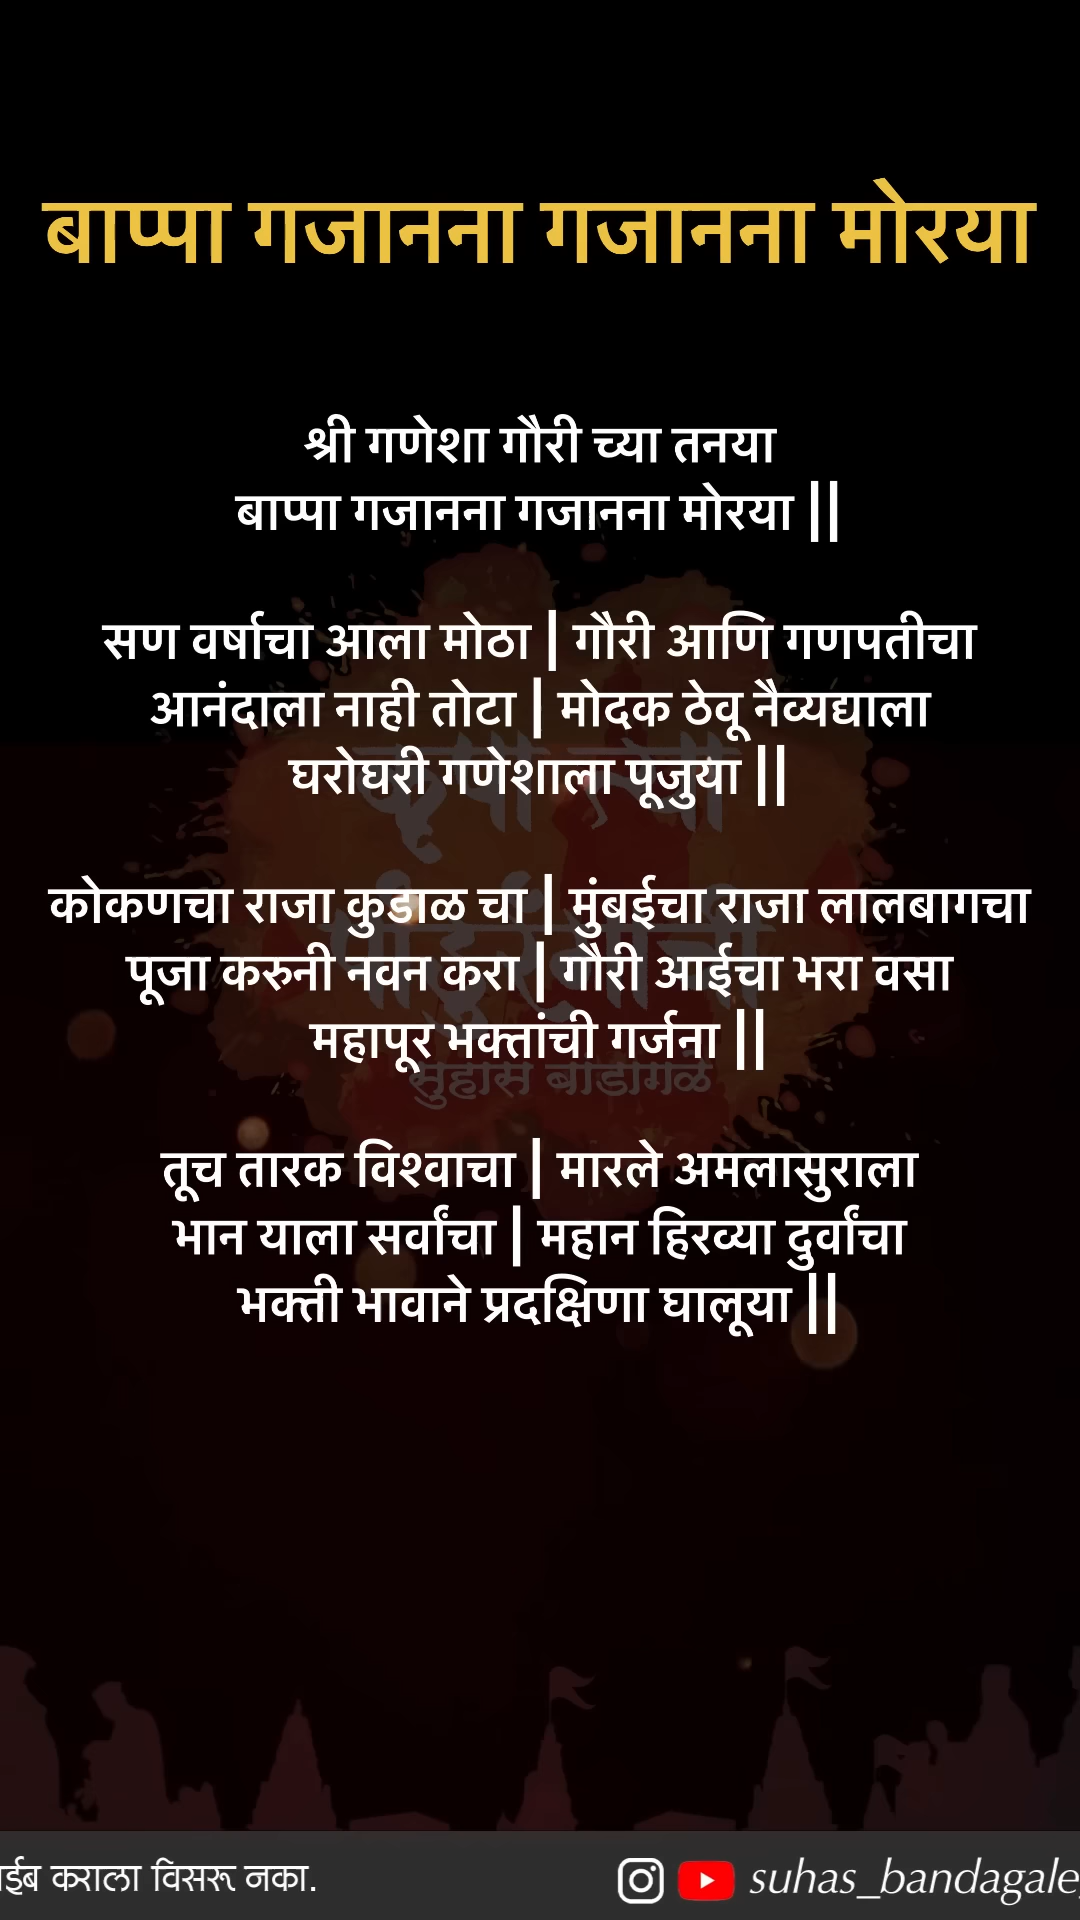 बाप्पा गजानना गजानना मोरया
श्री गणेशा गौरी च्या तनया
बाप्पा गजानना गजानना मोरया ||
सण वर्षाचा आला मोठा | गौरी आणि गणपतीचा
आनंदाला नाही तोटा | मोदक ठेवू नैव्यद्याला
घरोघरी गणेशाला पूजुया ||
कोकणचा राजा कुडाळ चा | मुंबईचा राजा लालबागचा
पूजा करुनी नवन करा | गौरी आईचा भरा वसा
महापूर भक्तांची गर्जना ||
सुहास बांडागळे
तूच तारक विश्वाचा | मारले अमलासुराला
भान याला सर्वांचा | महान हिरव्या दुर्वांचा
भक्ती भावाने प्रदक्षिणा घालूया ||
कराला विसरू नका.
suhas_bandagale